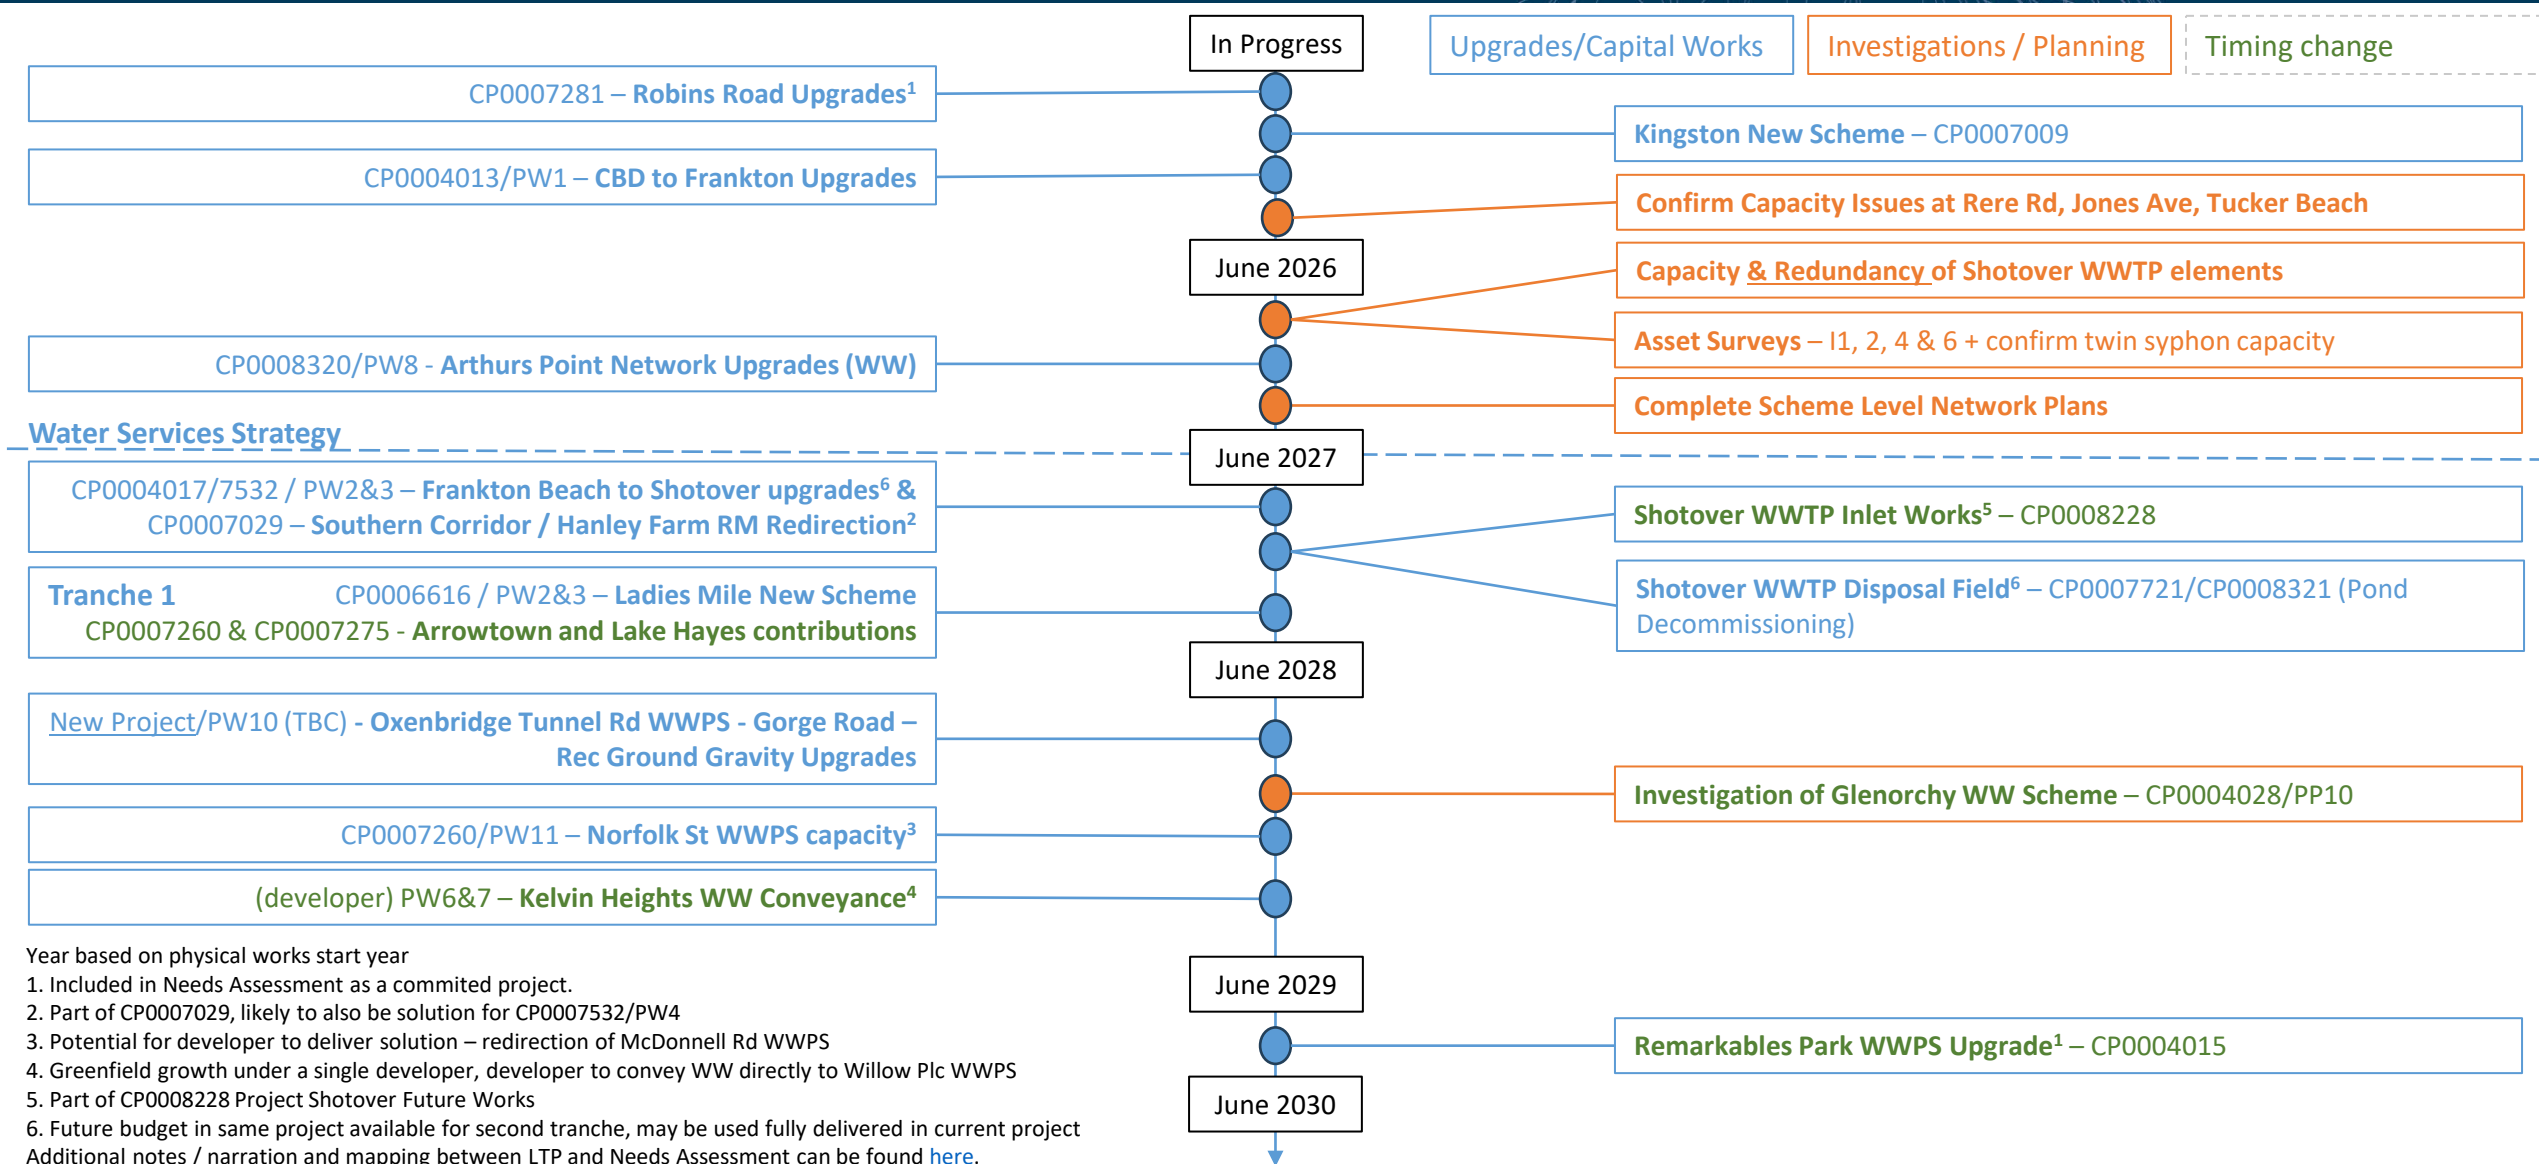 In Progress
Upgrades/Capital Works
Investigations / Planning
Timing change
CP0007281 – Robins Road Upgrades¹
Kingston New Scheme – CP0007009
CP0004013/PW1 – CBD to Frankton Upgrades
Confirm Capacity Issues at Rere Rd, Jones Ave, Tucker Beach
June 2026
Capacity & Redundancy of Shotover WWTP elements
Asset Surveys – I1, 2, 4 & 6 + confirm twin syphon capacity
CP0008320/PW8 - Arthurs Point Network Upgrades (WW)
Complete Scheme Level Network Plans
Water Services Strategy
June 2027
CP0004017/7532 / PW2&3 – Frankton Beach to Shotover upgrades⁶ &
CP0007029 – Southern Corridor / Hanley Farm RM Redirection²
Shotover WWTP Inlet Works⁵ – CP0008228
Shotover WWTP Disposal Field⁶ – CP0007721/CP0008321 (Pond
Decommissioning)
Tranche 1 CP0006616 / PW2&3 – Ladies Mile New Scheme
CP0007260 & CP0007275 - Arrowtown and Lake Hayes contributions
June 2028
New Project/PW10 (TBC) - Oxenbridge Tunnel Rd WWPS - Gorge Road –
Rec Ground Gravity Upgrades
Investigation of Glenorchy WW Scheme – CP0004028/PP10
CP0007260/PW11 – Norfolk St WWPS capacity³
(developer) PW6&7 – Kelvin Heights WW Conveyance⁴
June 2029
Remarkables Park WWPS Upgrade¹ – CP0004015
June 2030
Year based on physical works start year
1. Included in Needs Assessment as a commited project.
2. Part of CP0007029, likely to also be solution for CP0007532/PW4
3. Potential for developer to deliver solution – redirection of McDonnell Rd WWPS
4. Greenfield growth under a single developer, developer to convey WW directly to Willow Plc WWPS
5. Part of CP0008228 Project Shotover Future Works
6. Future budget in same project available for second tranche, may be used fully delivered in current project
Additional notes / narration and mapping between LTP and Needs Assessment can be found here.